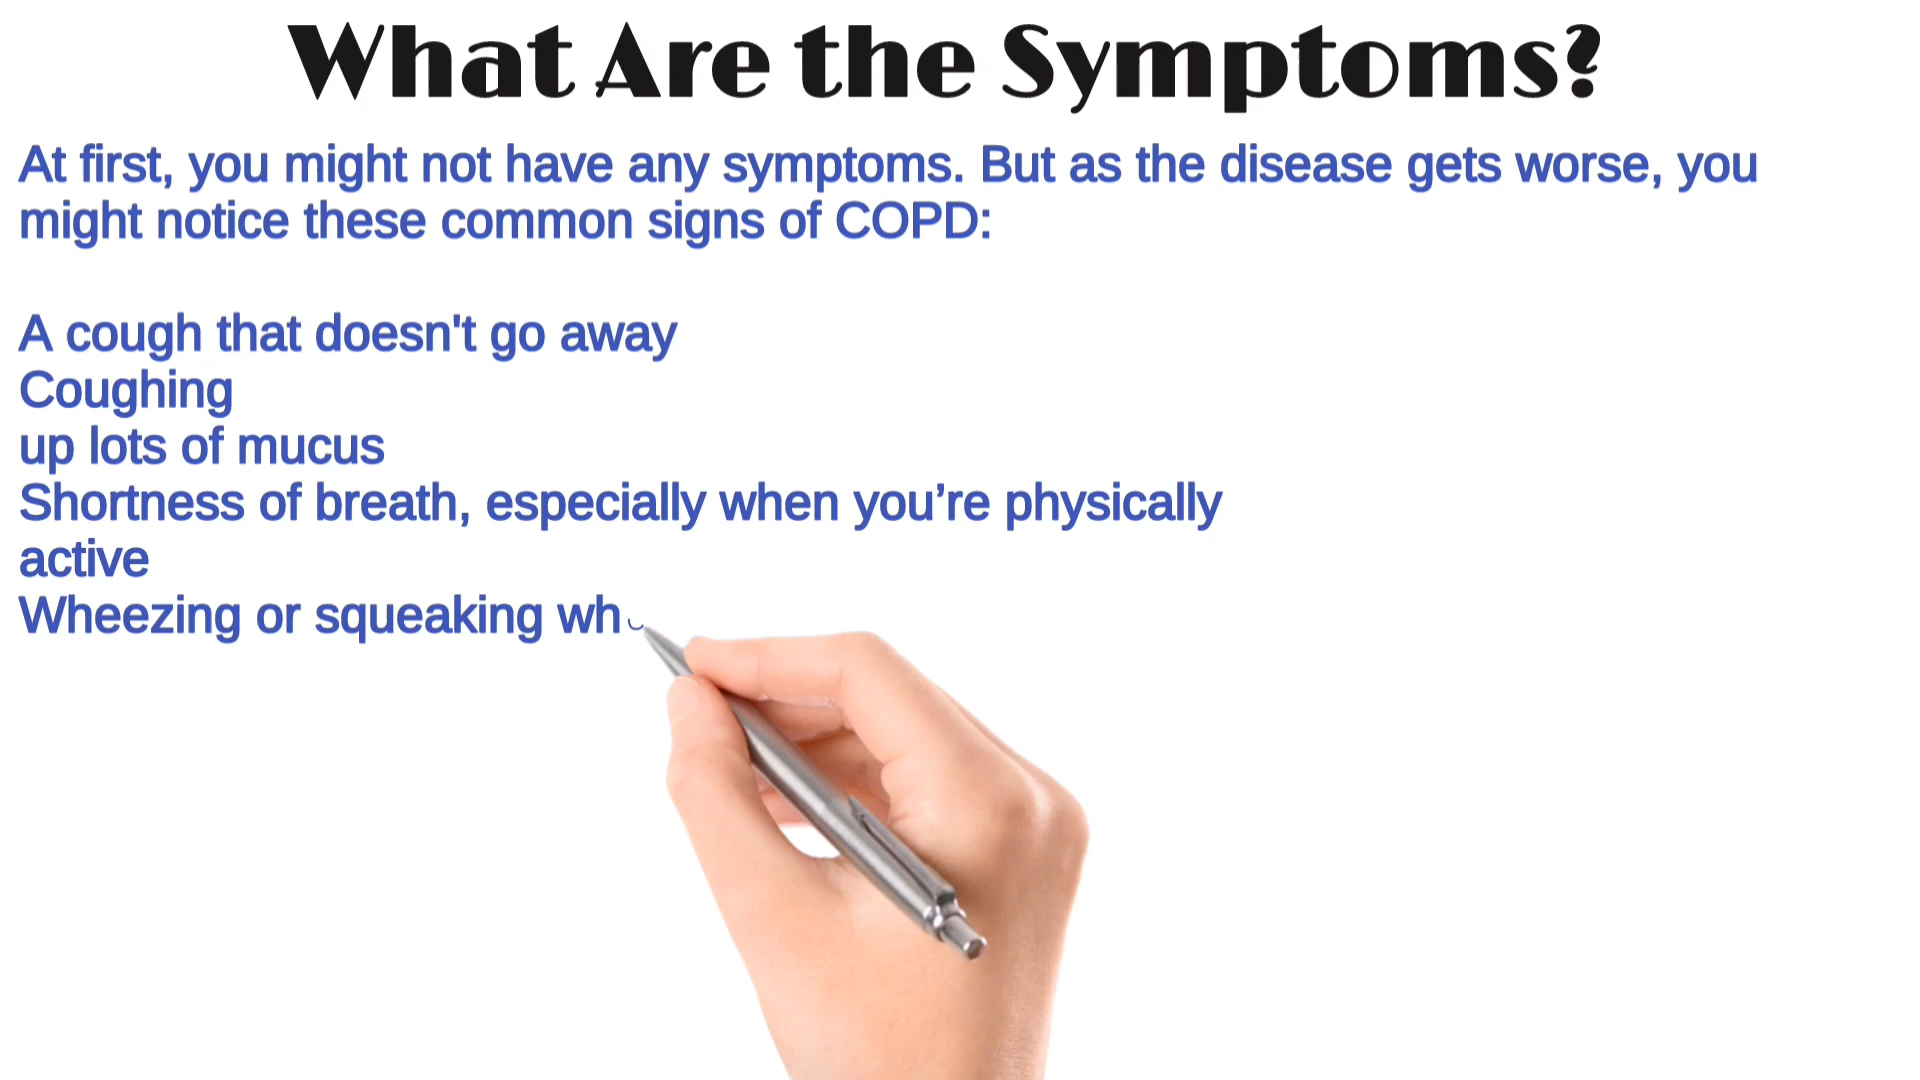 What Are the Symptoms?
At first, you might not have any symptoms. But as the disease gets worse, you
might notice these common signs of COPD:
A cough that doesn't go away
Coughing
up lots of mucus
Shortness of breath, especially when you’re physically
active
Wheezing or squeaking wh